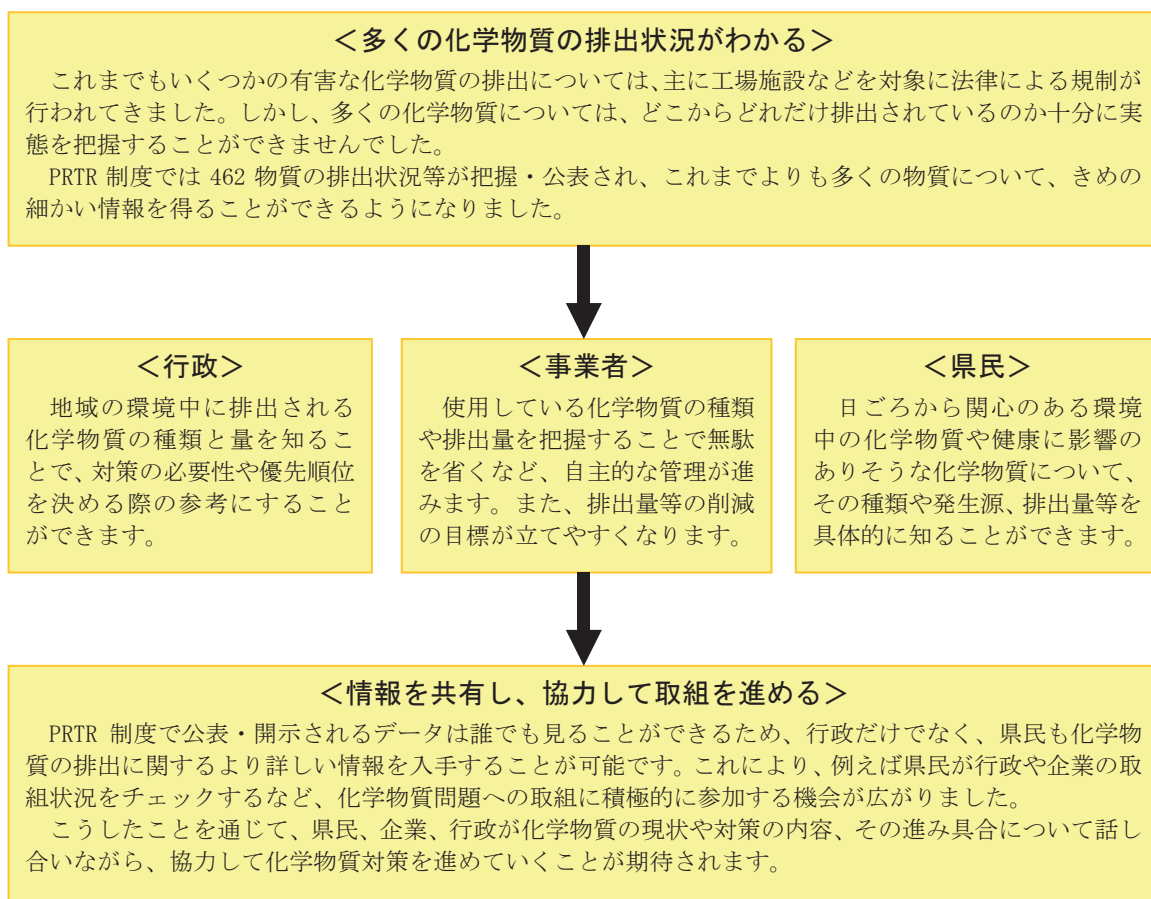 ＜多くの化学物質の排出状況がわかる＞
これまでもいくつかの有害な化学物質の排出については、主に工場施設などを対象に法律による規制が
行われてきました。しかし、多くの化学物質については、どこからどれだけ排出されているのか十分に実
態を把握することができませんでした。
PRTR 制度では 462 物質の排出状況等が把握・公表され、これまでよりも多くの物質について、きめの
細かい情報を得ることができるようになりました。
＜行政＞
地域の環境中に排出される
化学物質の種類と量を知るこ
とで、対策の必要性や優先順位
を決める際の参考にすること
ができます。
＜事業者＞
使用している化学物質の種類
や排出量を把握することで無駄
を省くなど、自主的な管理が進
みます。また、排出量等の削減
の目標が立てやすくなります。
＜県民＞
日ごろから関心のある環境
中の化学物質や健康に影響の
ありそうな化学物質について、
その種類や発生源、排出量等を
具体的に知ることができます。
＜情報を共有し、協力して取組を進める＞
PRTR 制度で公表・開示されるデータは誰でも見ることができるため、行政だけでなく、県民も化学物
質の排出に関するより詳しい情報を入手することが可能です。これにより、例えば県民が行政や企業の取
組状況をチェックするなど、化学物質問題への取組に積極的に参加する機会が広がりました。
こうしたことを通じて、県民、企業、行政が化学物質の現状や対策の内容、その進み具合について話し
合いながら、協力して化学物質対策を進めていくことが期待されます。